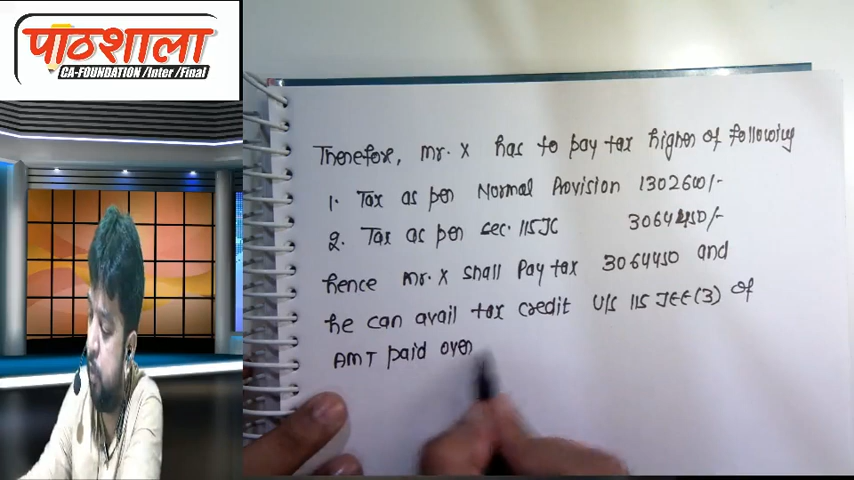 पाठशाला
CA-FOUNDATION /Inter /Final
Therefore, Mr. X has to pay tax higher of following
1. Tax as per Normal Provision 1302600/-
2. Tax as per sec. 115JC 3064450/-
hence Mr. X shall Pay tax 3064450 and
he can avail tax credit U/S 115 JEE(3) of
AMT paid over